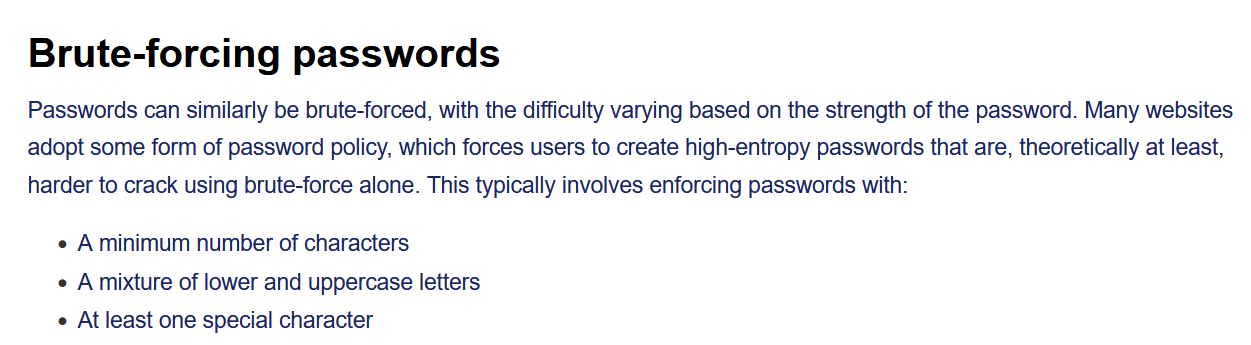 Brute-forcing passwords
Passwords can similarly be brute-forced, with the difficulty varying based on the strength of the password. Many websites
adopt some form of password policy, which forces users to create high-entropy passwords that are, theoretically at least,
harder to crack using brute-force alone. This typically involves enforcing passwords with:
• A minimum number of characters
• A mixture of lower and uppercase letters
• At least one special character